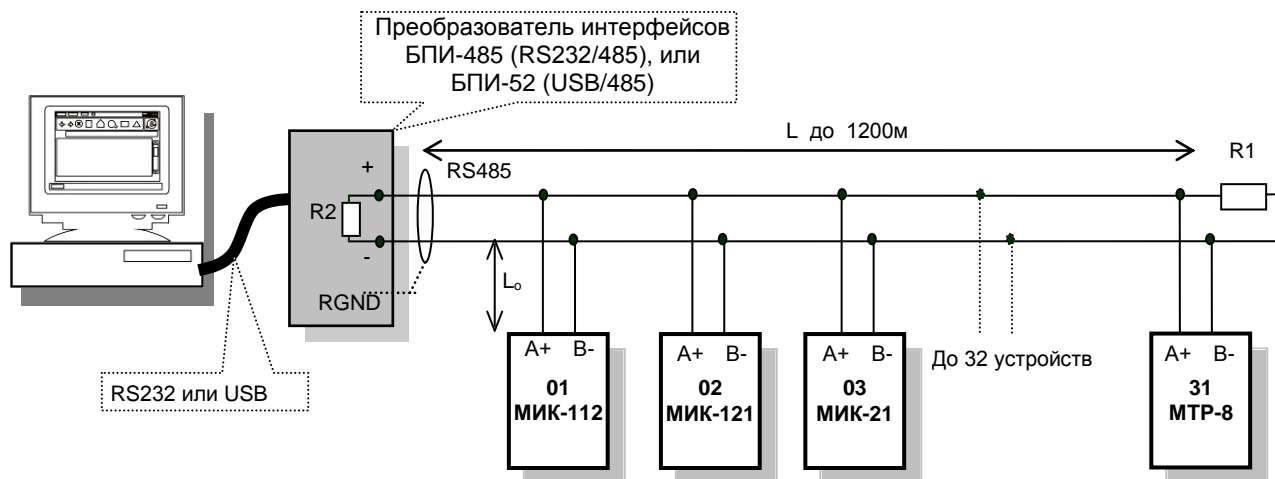 Преобразователь интерфейсов
БПИ-485 (RS232/485), или
БПИ-52 (USB/485)
L до 1200м
R1
+
RS485
R2
-
RGND
Lо
RS232 или USB
До 32 устройств
A+ B-
01
МИК-112
A+ B-
02
МИК-121
A+ B-
03
МИК-21
A+ B-
31
МТР-8